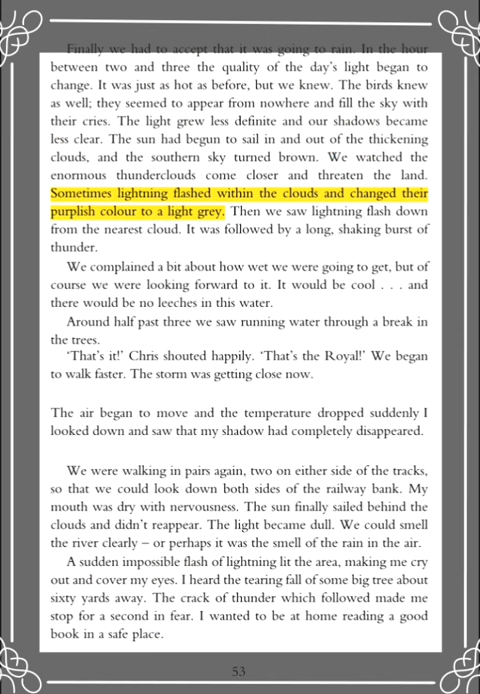 Finally we had to accept that it was going to rain. In the hour
between two and three the quality of the day's light began to
change. It was just as hot as before, but we knew. The birds knew
as well; they seemed to appear from nowhere and fill the sky with
their cries. The light grew less definite and our shadows became
less clear. The sun had begun to sail in and out of the thickening
clouds, and the southern sky turned brown. We watched the
enormous thunderclouds come closer and threaten the land.
Sometimes lightning flashed within the clouds and changed their
purplish colour to a light grey. Then we saw lightning flash down
from the nearest cloud. It was followed by a long, shaking burst of
thunder.
We complained a bit about how wet we were going to get, but of
course we were looking forward to it. It would be cool . . . and
there would be no leeches in this water.
Around half past three we saw running water through a break in
the trees.
‘That's it!’ Chris shouted happily. ‘That's the Royal!’ We began
to walk faster. The storm was getting close now.
The air began to move and the temperature dropped suddenly I
looked down and saw that my shadow had completely disappeared.
We were walking in pairs again, two on either side of the tracks,
so that we could look down both sides of the railway bank. My
mouth was dry with nervousness. The sun finally sailed behind the
clouds and didn't reappear. The light became dull. We could smell
the river clearly – or perhaps it was the smell of the rain in the air.
A sudden impossible flash of lightning lit the area, making me cry
out and cover my eyes. I heard the tearing fall of some big tree about
sixty yards away. The crack of thunder which followed made me
stop for a second in fear. I wanted to be at home reading a good
book in a safe place.
53